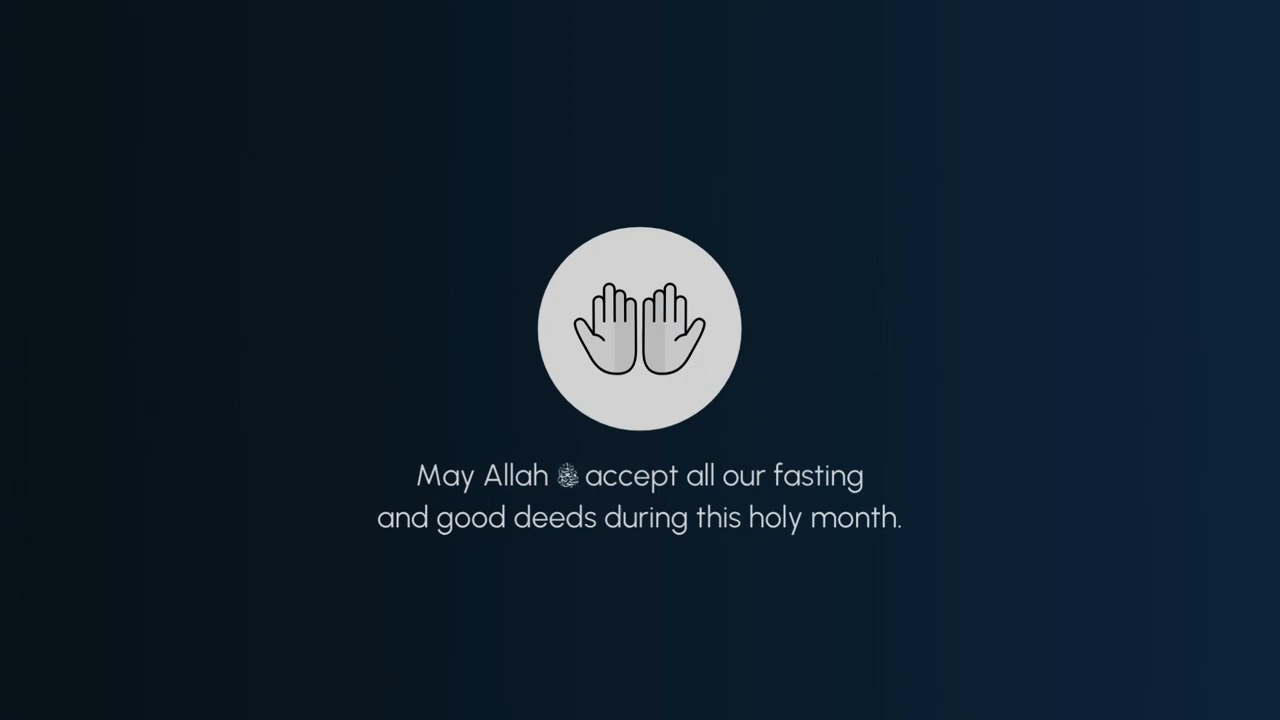 May Allah accept all our fasting
and good deeds during this holy month.